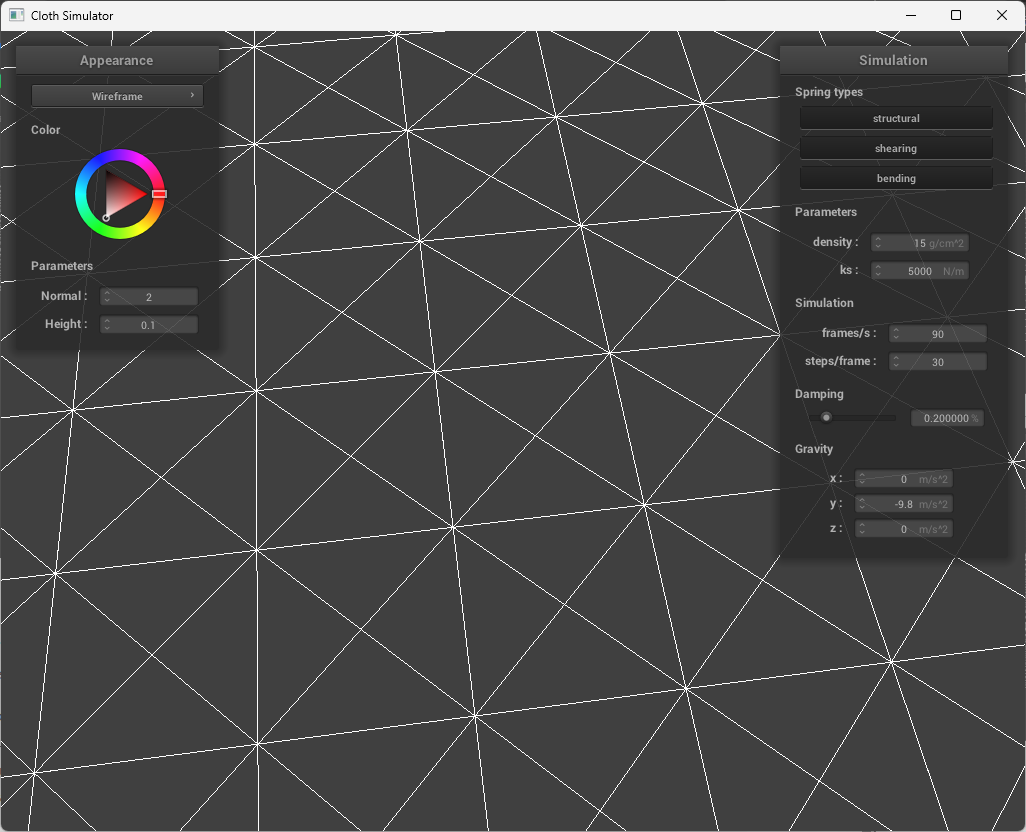 Cloth Simulator
Appearance
Wireframe
Color
Parameters
Normal : 2
Height : 0.1
Simulation
Spring types
structural
shearing
bending
Parameters
density : 15 g/cm^2
ks : 5000 N/m
Simulation
frames/s : 90
steps/frame : 30
Damping
0.200000 %
Gravity
x : 0 m/s^2
y : -9.8 m/s^2
z : 0 m/s^2